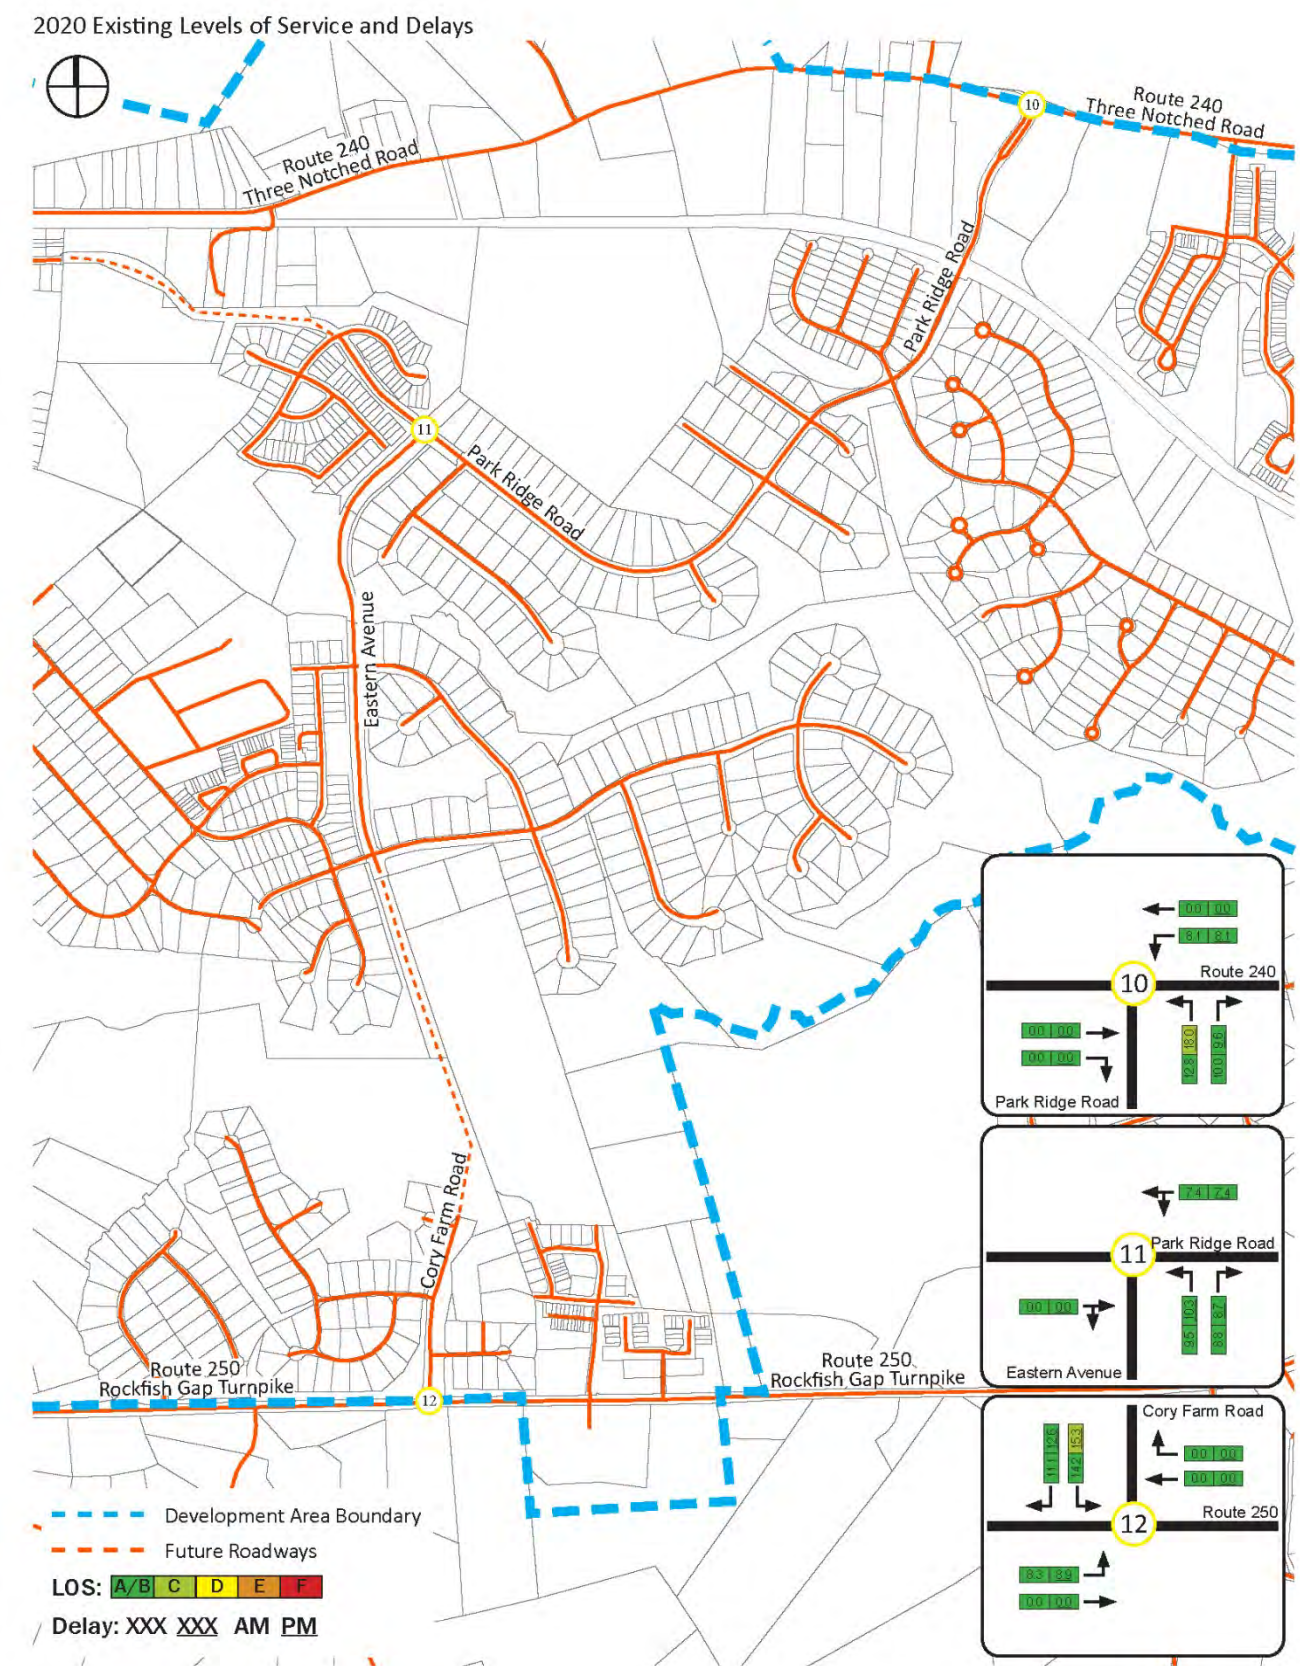 2020 Existing Levels of Service and Delays
Route 240
Three Notched Road
10
Route 240
Three Notched Road
Park Ridge Road
11
Park Ridge Road
Eastern Avenue
Cory Farm Road
Route 250
Rockfish Gap Turnpike
12
Route 250
Rockfish Gap Turnpike
0.0 0.0
8.1 8.1
10
Route 240
0.0 0.0
0.0 0.0
12.8 18.0
10.0 9.6
Park Ridge Road
7.4 7.4
11
Park Ridge Road
0.0 0.0
9.5 10.3
8.8 8.7
Eastern Avenue
Cory Farm Road
11.1 12.6
14.2 15.3
0.0 0.0
0.0 0.0
12
Route 250
8.3 8.9
0.0 0.0
Development Area Boundary
Future Roadways
LOS: A/B C D E F
Delay: XXX XXX AM PM